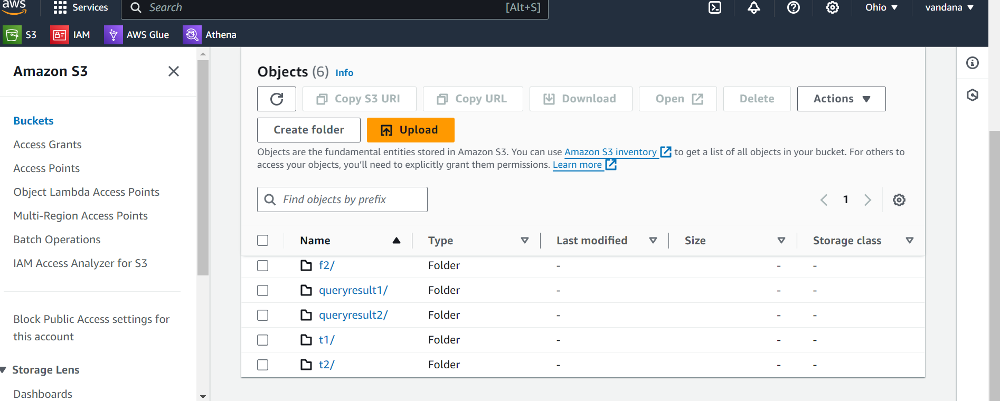 aws
Services
Search
[Alt+S]
Ohio
vandana
S3
IAM
AWS Glue
Athena
Amazon S3
Buckets
Access Grants
Access Points
Object Lambda Access Points
Multi-Region Access Points
Batch Operations
IAM Access Analyzer for S3
Block Public Access settings for
this account
Storage Lens
Dashboards
Objects (6) Info
Copy S3 URI
Copy URL
Download
Open
Delete
Actions
Create folder
Upload
Objects are the fundamental entities stored in Amazon S3. You can use Amazon S3 inventory to get a list of all objects in your bucket. For others to
access your objects, you’ll need to explicitly grant them permissions. Learn more
Find objects by prefix
1
Name Type Last modified Size Storage class
f2/ Folder - - -
queryresult1/ Folder - - -
queryresult2/ Folder - - -
t1/ Folder - - -
t2/ Folder - - -